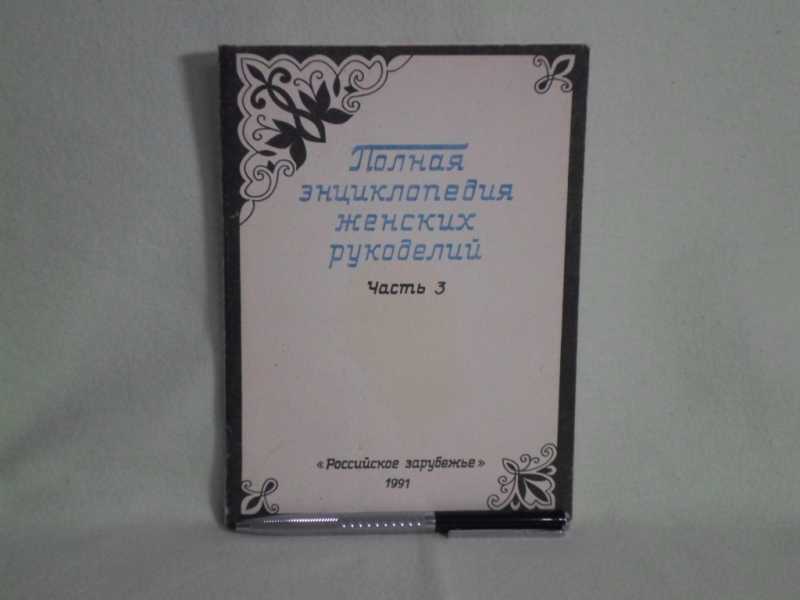 Полная
энциклопедия
женских
рукоделий
Часть 3
«Российское зарубежье»
1991